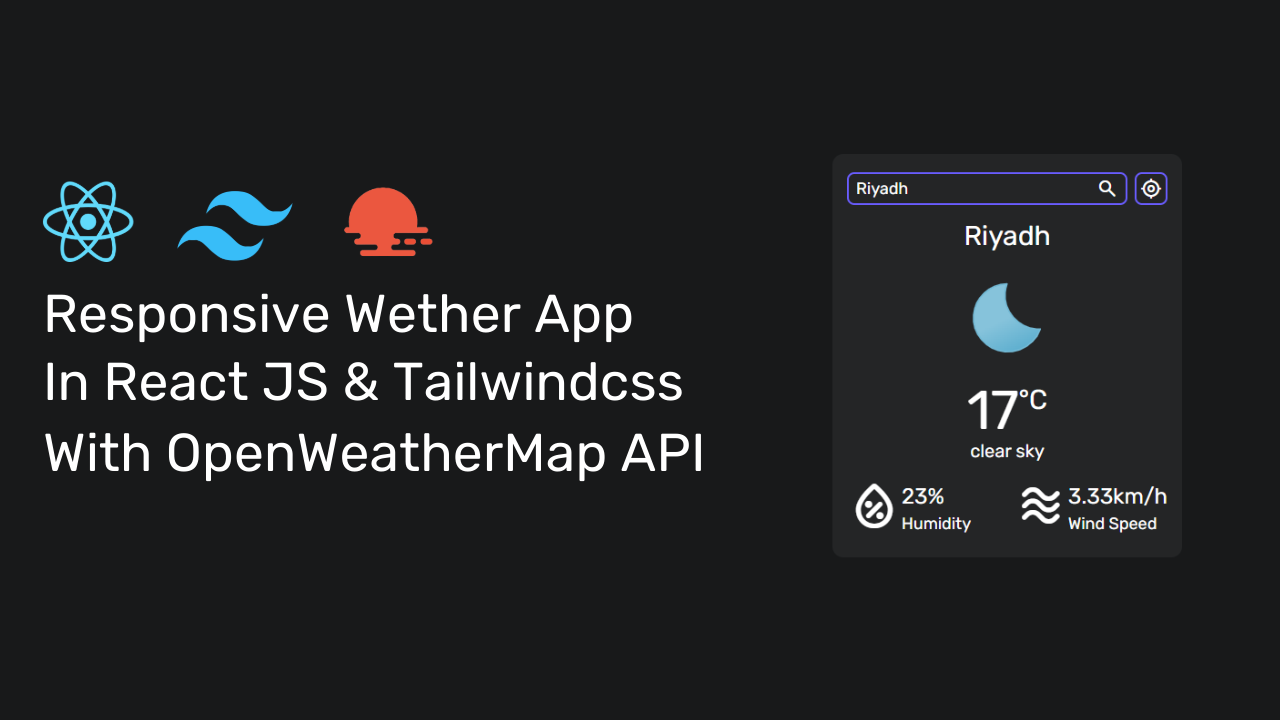 Responsive Wether App
In React JS & Tailwindcss
With OpenWeatherMap API
Riyadh
Riyadh
17°C
clear sky
23%
Humidity
3.33km/h
Wind Speed